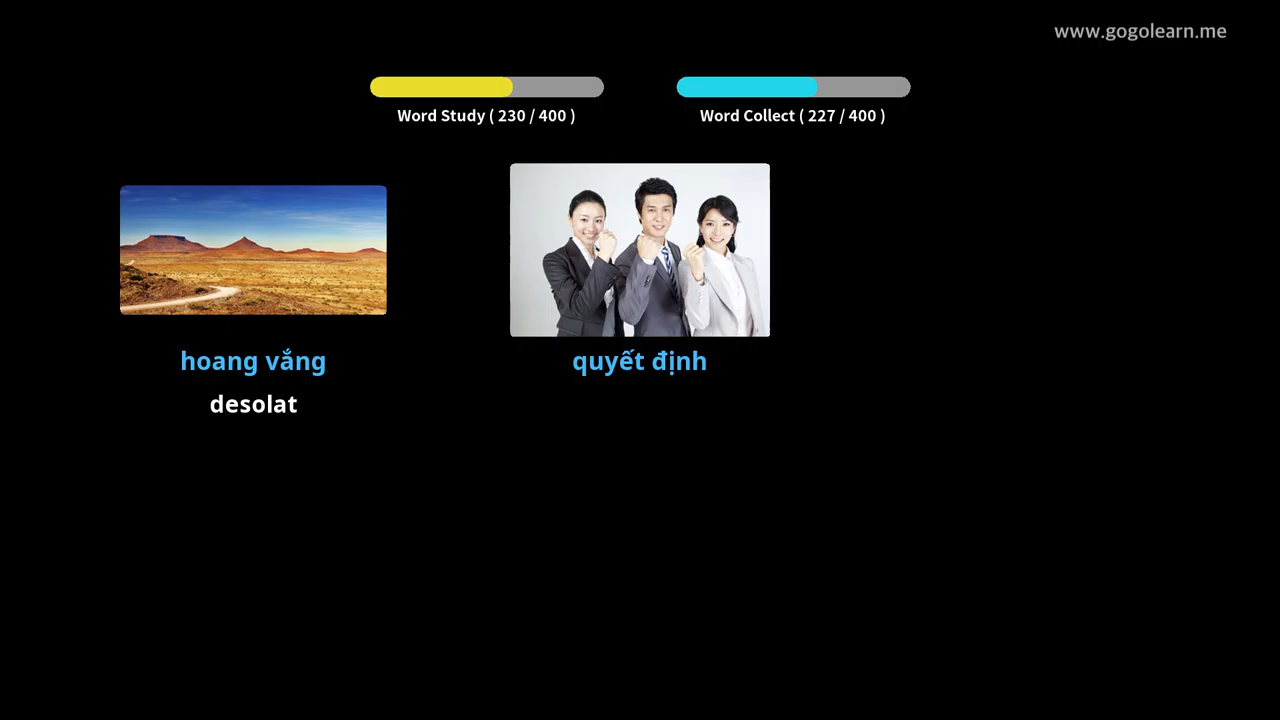 www.gogolearn.me
Word Study ( 230 / 400 )
Word Collect ( 227 / 400 )
hoang vắng
desolat
quyết định